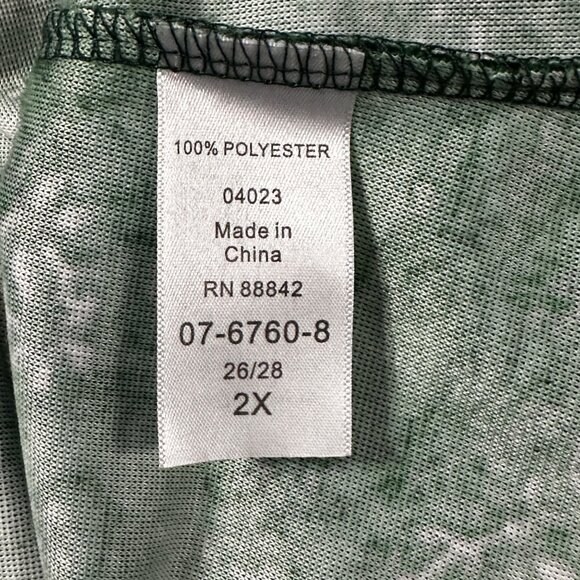 100% POLYESTER
04023
Made in
China
RN 88842
07-6760-8
26/28
2X